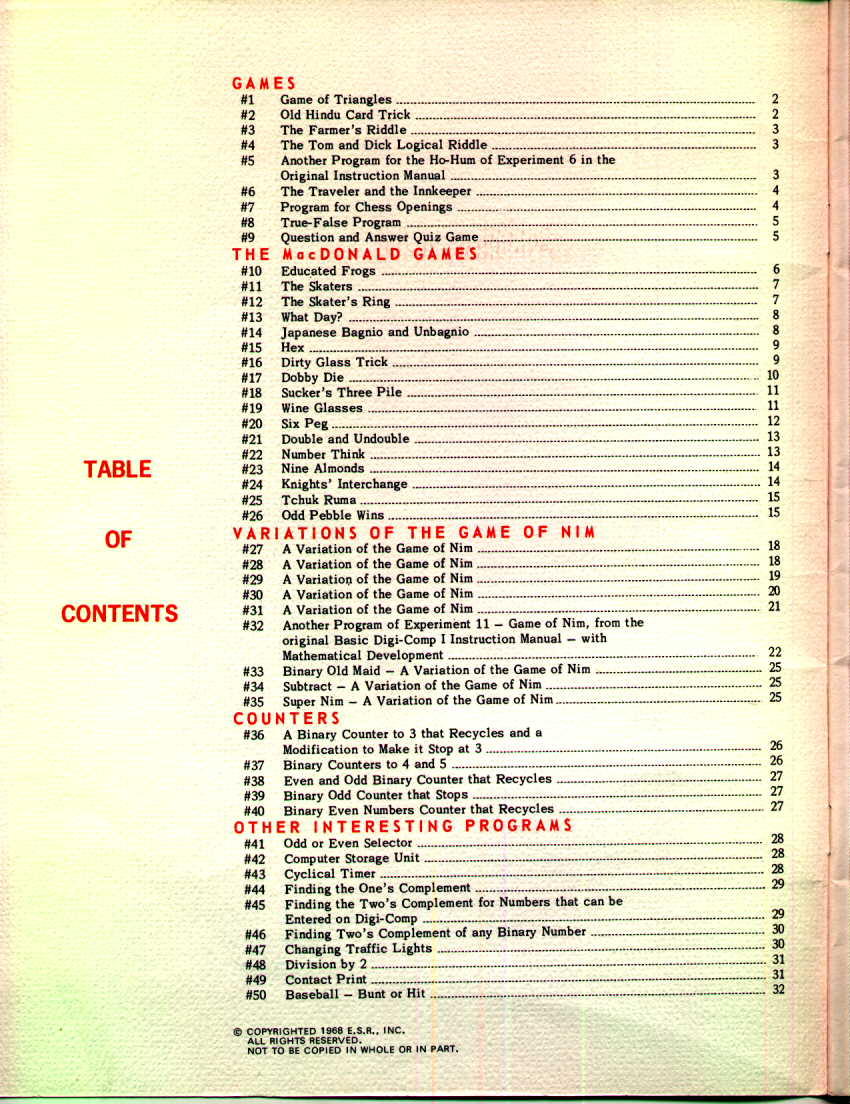 GAMES
#1 Game of Triangles 2
#2 Old Hindu Card Trick 2
#3 The Farmer's Riddle 3
#4 The Tom and Dick Logical Riddle 3
#5 Another Program for the Ho-Hum of Experiment 6 in the
Original Instruction Manual 3
#6 The Traveler and the Innkeeper 4
#7 Program for Chess Openings 4
#8 True-False Program 5
#9 Question and Answer Quiz Game 5
THE MacDONALD GAMES
#10 Educated Frogs 6
#11 The Skaters 7
#12 The Skater's Ring 7
#13 What Day? 8
#14 Japanese Bagnio and Unbagnio 8
#15 Hex 9
#16 Dirty Glass Trick 9
#17 Dobby Die 10
#18 Sucker's Three Pile 11
#19 Wine Glasses 11
#20 Six Peg 12
#21 Double and Undouble 13
#22 Number Think 13
#23 Nine Almonds 14
#24 Knights' Interchange 14
#25 Tchuk Ruma 15
#26 Odd Pebble Wins 15
VARIATIONS OF THE GAME OF NIM
#27 A Variation of the Game of Nim 18
#28 A Variation of the Game of Nim 18
#29 A Variation of the Game of Nim 19
#30 A Variation of the Game of Nim 20
#31 A Variation of the Game of Nim 21
#32 Another Program of Experiment 11 – Game of Nim, from the
original Basic Digi-Comp I Instruction Manual – with
Mathematical Development 22
#33 Binary Old Maid – A Variation of the Game of Nim 25
#34 Subtract – A Variation of the Game of Nim 25
#35 Super Nim – A Variation of the Game of Nim 25
COUNTERS
#36 A Binary Counter to 3 that Recycles and a
Modification to Make it Stop at 3 26
#37 Binary Counters to 4 and 5 26
#38 Even and Odd Binary Counter that Recycles 27
#39 Binary Odd Counter that Stops 27
#40 Binary Even Numbers Counter that Recycles 27
OTHER INTERESTING PROGRAMS
#41 Odd or Even Selector 28
#42 Computer Storage Unit 28
#43 Cyclical Timer 28
#44 Finding the One's Complement 29
#45 Finding the Two's Complement for Numbers that can be
Entered on Digi-Comp 29
#46 Finding Two's Complement of any Binary Number 30
#47 Changing Traffic Lights 30
#48 Division by 2 31
#49 Contact Print 31
#50 Baseball – Bunt or Hit 32
TABLE
OF
CONTENTS
© COPYRIGHTED 1968 E.S.R., INC.
ALL RIGHTS RESERVED.
NOT TO BE COPIED IN WHOLE OR IN PART.